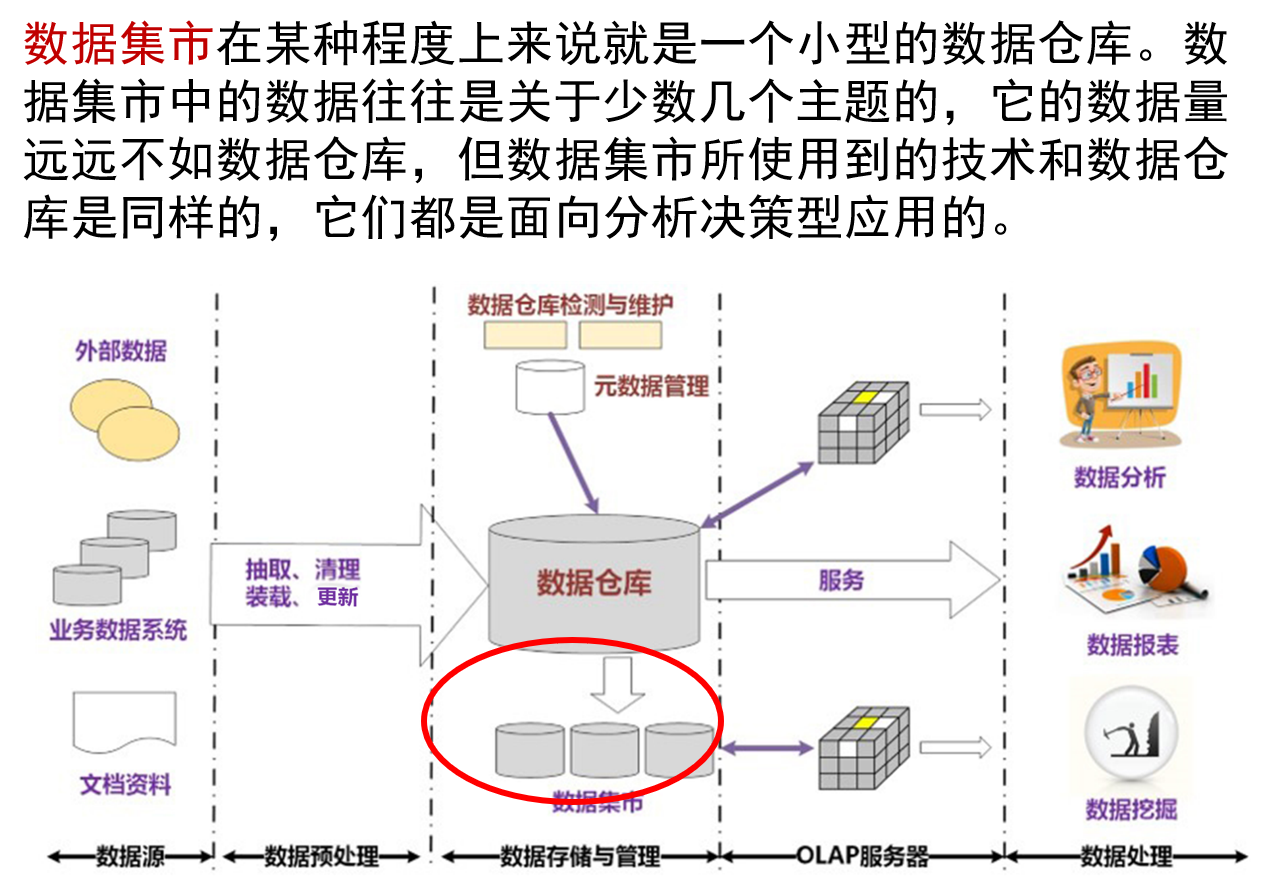 数据集市在某种程度上来说就是一个小型的数据仓库。数
据集市中的数据往往是关于少数几个主题的，它的数据量
远远不如数据仓库，但数据集市所使用到的技术和数据仓
库是同样的，它们都是面向分析决策型应用的。
外部数据
业务数据系统
文档资料
抽取、清理
装载、更新
数据仓库检测与维护
元数据管理
数据仓库
数据集市
服务
数据分析
数据报表
数据挖掘
数据源
数据预处理
数据存储与管理
OLAP服务器
数据处理